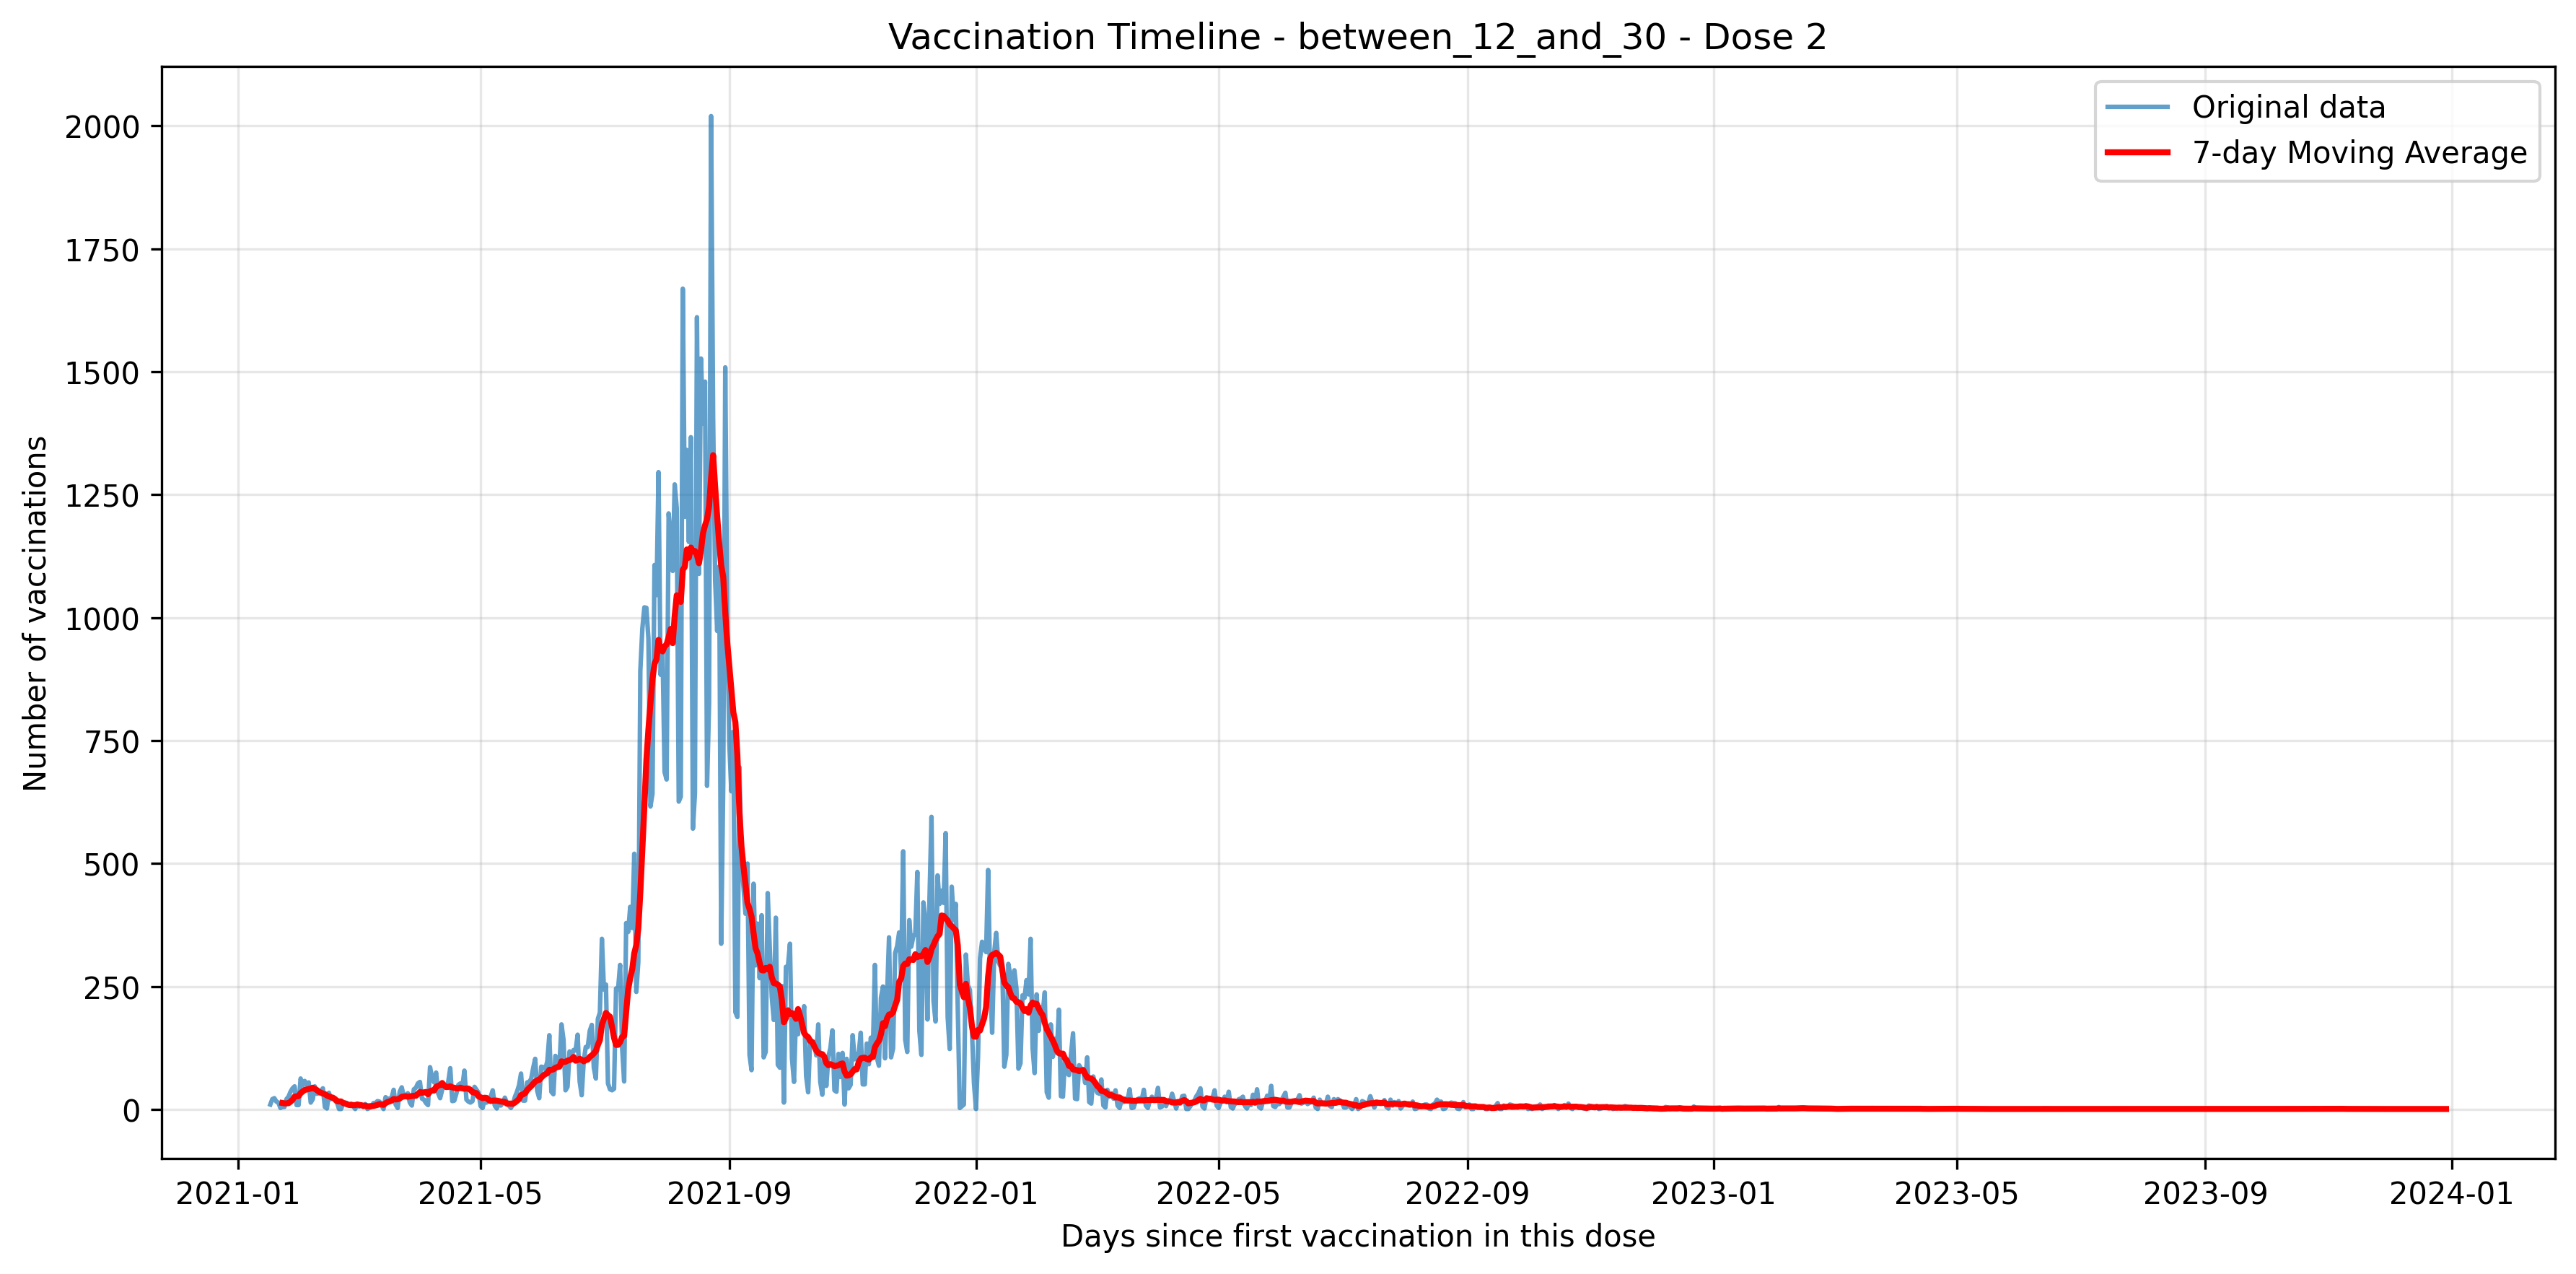 Vaccination Timeline - between_12_and_30 - Dose 2
Original data
7-day Moving Average
Number of vaccinations
2000
1750
1500
1250
1000
750
500
250
0
2021-01 2021-05 2021-09 2022-01 2022-05 2022-09 2023-01 2023-05 2023-09 2024-01
Days since first vaccination in this dose